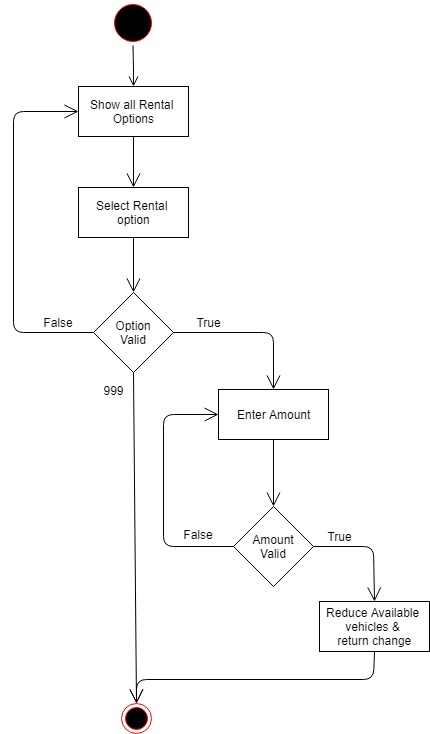 Show all Rental
Options
Select Rental
option
Option
Valid
False
True
999
Enter Amount
Amount
Valid
False
True
Reduce Available
vehicles &
return change